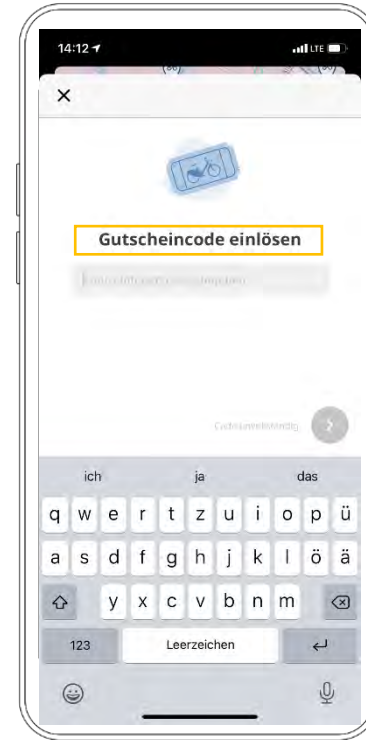 14:12
LTE
Gutscheincode einlösen
ich ja das
q w e r t z u i o p ü
a s d f g h j k l ö ä
y x c v b n m
123 Leerzeichen